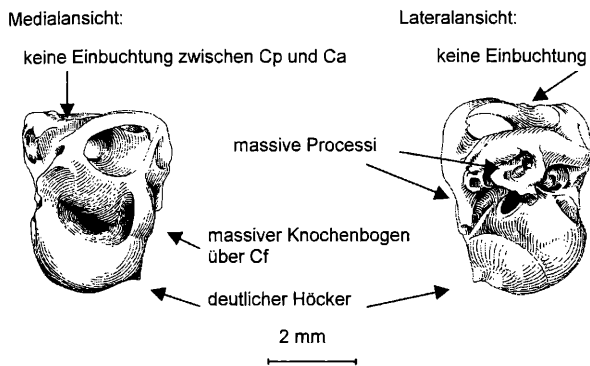 Medialansicht:
Lateralansicht:
keine Einbuchtung zwischen Cp und Ca
keine Einbuchtung
massive Processi
massiver Knochenbogen
über Cf
deutlicher Höcker
2 mm